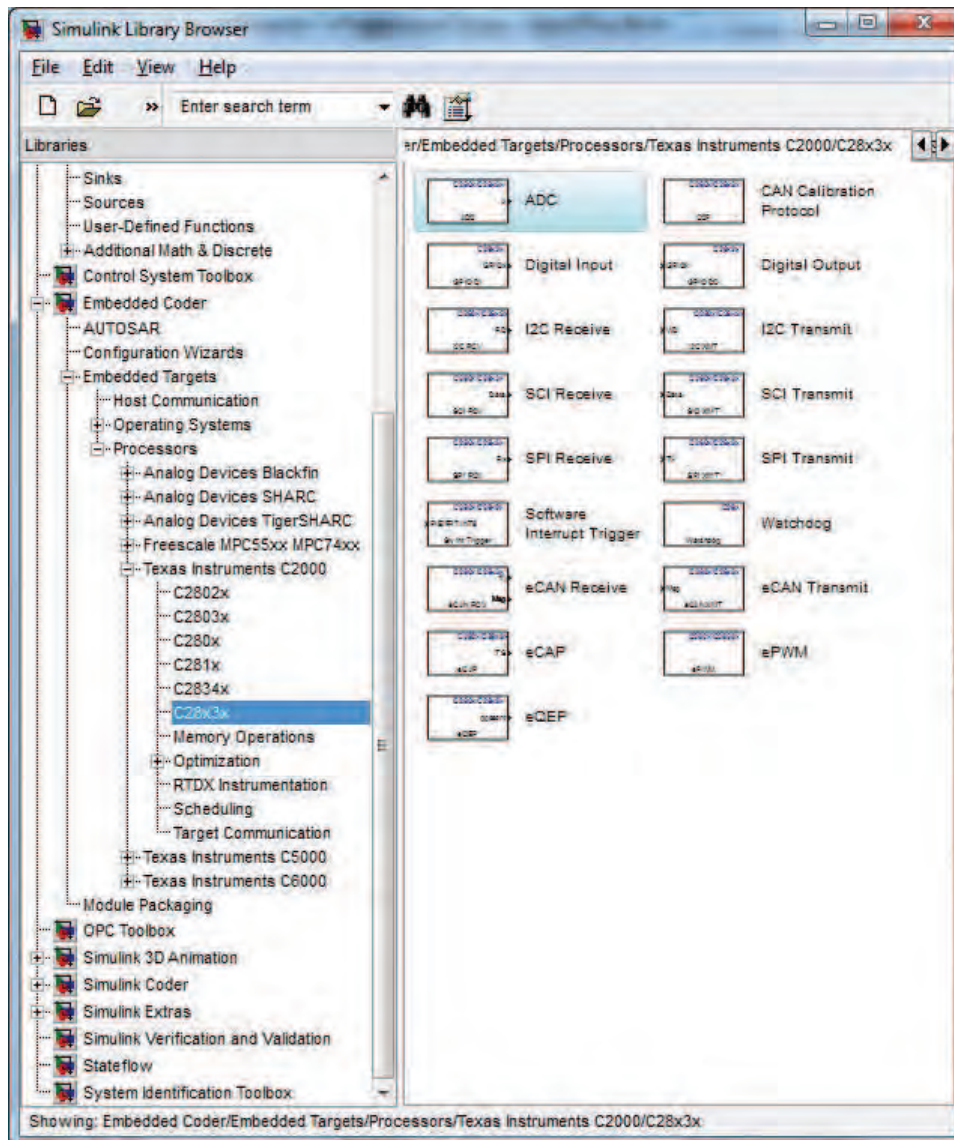 Simulink Library Browser
File Edit View Help
» Enter search term
Libraries
er/Embedded Targets/Processors/Texas Instruments C2000/C28x3x
Sinks
Sources
User-Defined Functions
Additional Math & Discrete
Control System Toolbox
Embedded Coder
AUTOSAR
Configuration Wizards
Embedded Targets
Host Communication
Operating Systems
Processors
Analog Devices Blackfin
Analog Devices SHARC
Analog Devices TigerSHARC
Freescale MPC55xx MPC74xx
Texas Instruments C2000
C2802x
C2803x
C280x
C281x
C2834x
C28x3x
Memory Operations
Optimization
RTDX Instrumentation
Scheduling
Target Communication
Texas Instruments C5000
Texas Instruments C6000
Module Packaging
OPC Toolbox
Simulink 3D Animation
Simulink Coder
Simulink Extras
Simulink Verification and Validation
Stateflow
System Identification Toolbox
ADC
CAN Calibration
Protocol
Digital Input
Digital Output
I2C Receive
I2C Transmit
SCI Receive
SCI Transmit
SPI Receive
SPI Transmit
Software
Interrupt Trigger
Watchdog
eCAN Receive
eCAN Transmit
eCAP
ePWM
eQEP
Showing: Embedded Coder/Embedded Targets/Processors/Texas Instruments C2000/C28x3x